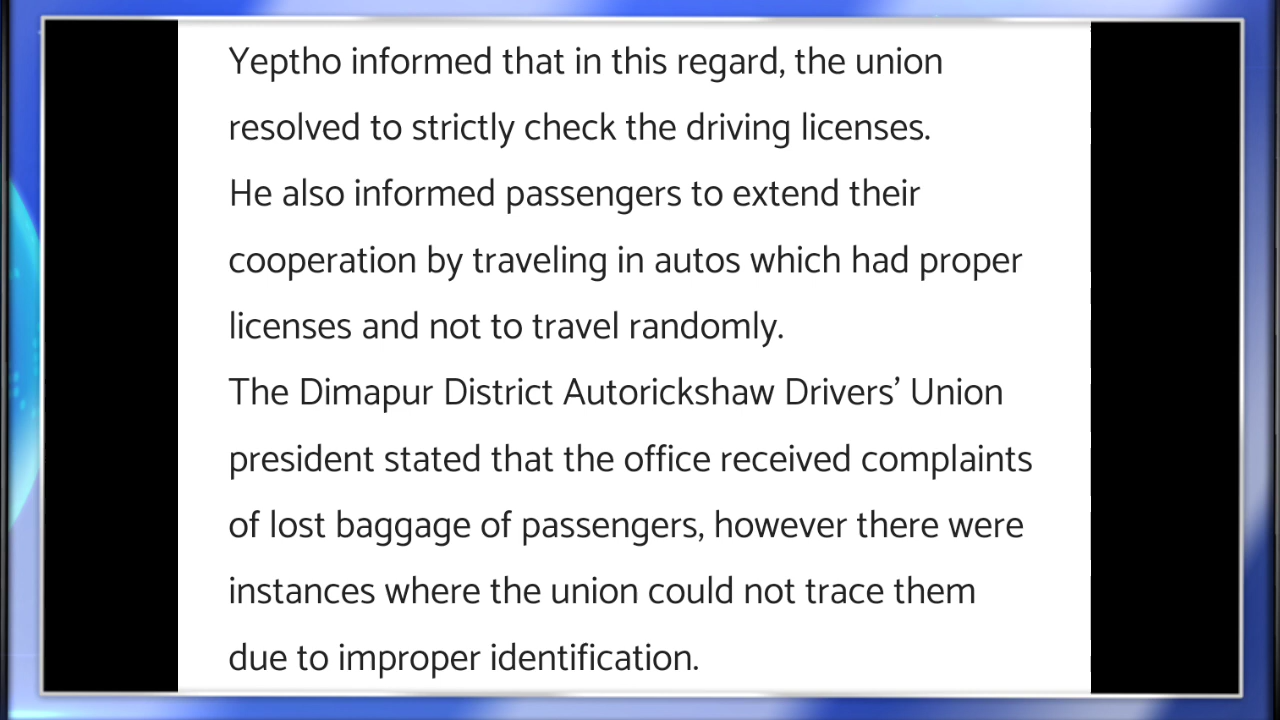 Yeptho informed that in this regard, the union
resolved to strictly check the driving licenses.
He also informed passengers to extend their
cooperation by traveling in autos which had proper
licenses and not to travel randomly.
The Dimapur District Autorickshaw Drivers’ Union
president stated that the office received complaints
of lost baggage of passengers, however there were
instances where the union could not trace them
due to improper identification.